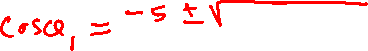 cosα₁ = -5 ± √